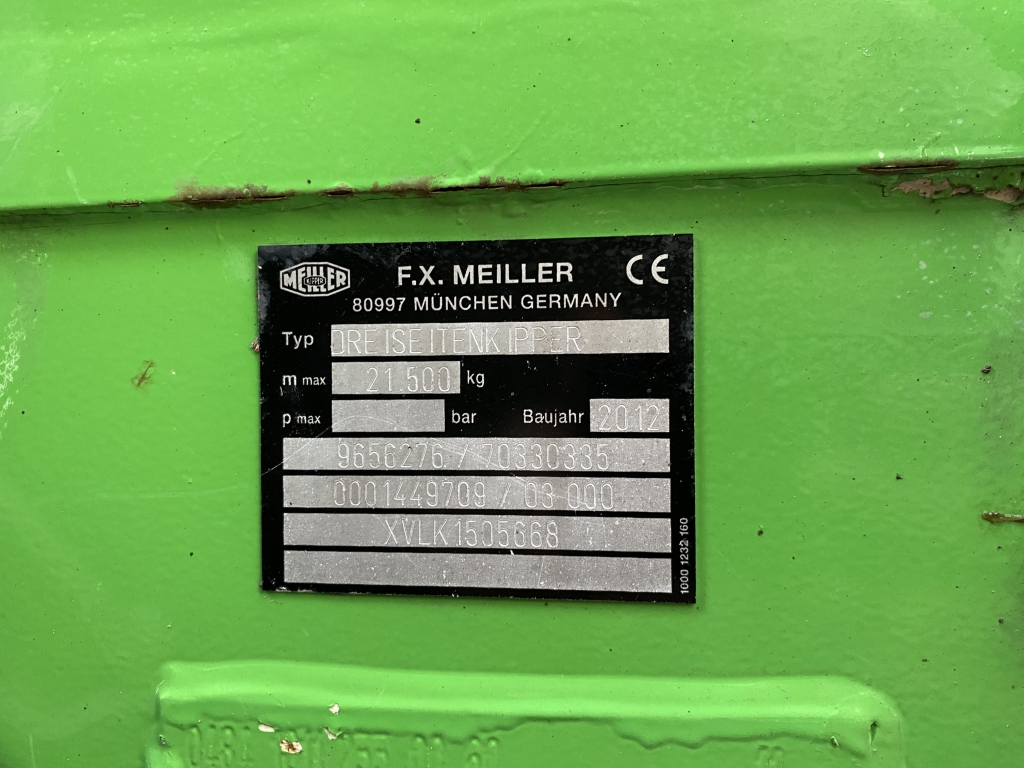 MEILLER KIPPER F.X. MEILLER CE
80997 MÜNCHEN GERMANY
Typ DREISEITENKIPPER
m max 21.500 kg
p max bar Baujahr 2012
9656276 / 70330335
0001449709 / 03 000
XVLK1505668
1000 1232 160